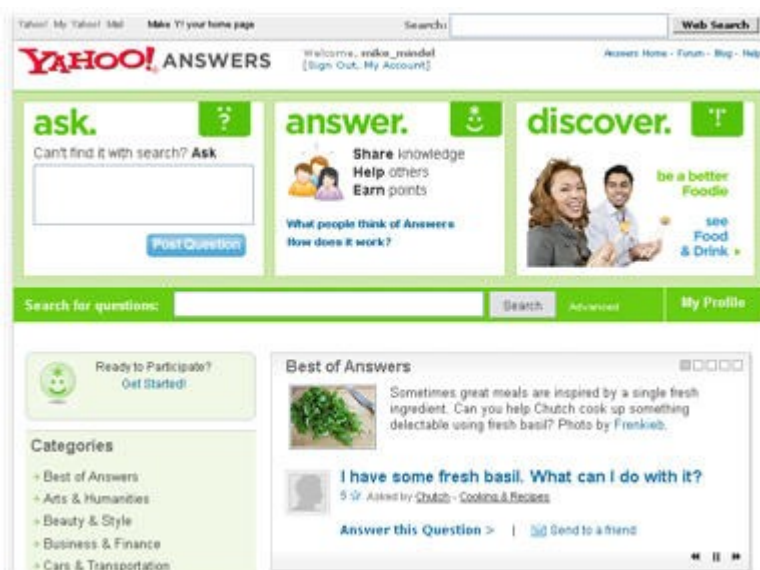 Yahoo! My Yahoo! Mail Make Y! your home page
Search:
Web Search
YAHOO! ANSWERS
Welcome, mike_mindel
[Sign Out, My Account]
Answers Home - Forum - Blog - Help
ask.
?
Can't find it with search? Ask
Post Question
answer.
Share knowledge
Help others
Earn points
What people think of Answers
How does it work?
discover.
be a better
Foodie
see
Food
& Drink
Search for questions:
Search
Advanced
My Profile
Ready to Participate?
Get Started!
Categories
Best of Answers
Arts & Humanities
Beauty & Style
Business & Finance
Cars & Transportation
Best of Answers
Sometimes great meals are inspired by a single fresh
ingredient. Can you help Chutch cook up something
delectable using fresh basil? Photo by Frenkieb.
I have some fresh basil. What can I do with it?
5 Asked by Chutch - Cooking & Recipes
Answer this Question > | Send to a friend